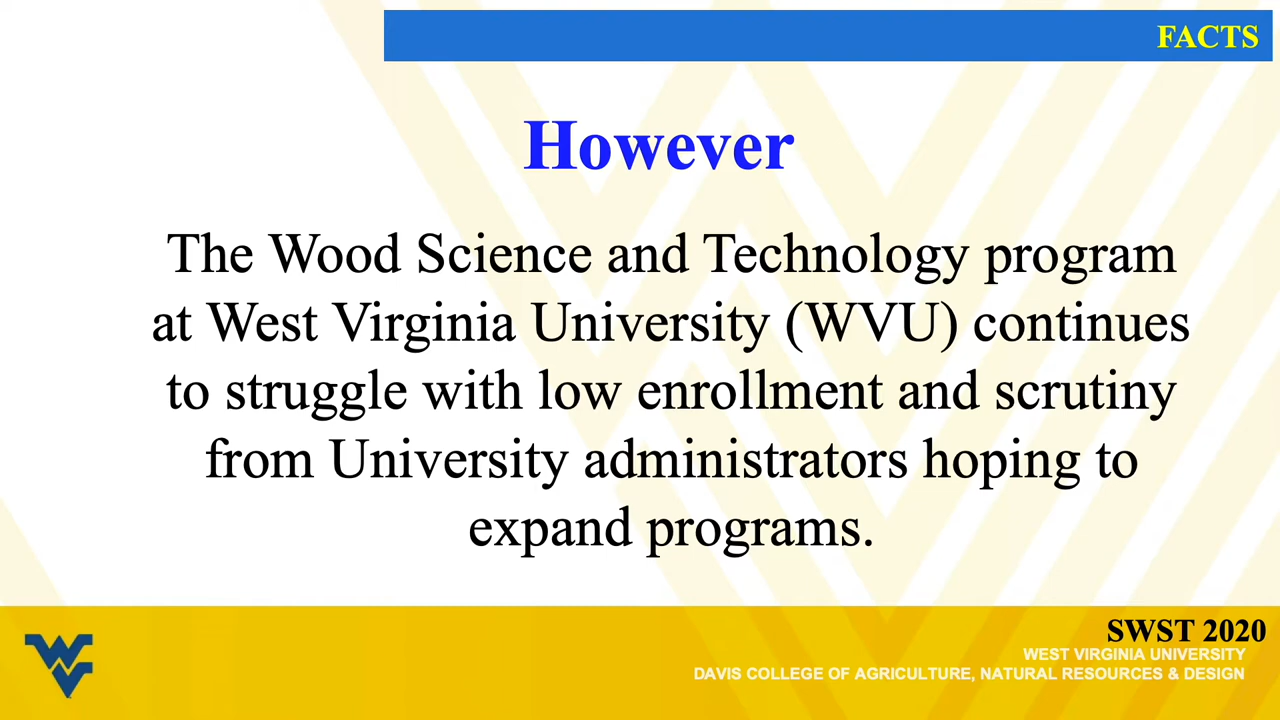 FACTS
However
The Wood Science and Technology program
at West Virginia University (WVU) continues
to struggle with low enrollment and scrutiny
from University administrators hoping to
expand programs.
SWST 2020
WEST VIRGINIA UNIVERSITY
DAVIS COLLEGE OF AGRICULTURE, NATURAL RESOURCES & DESIGN